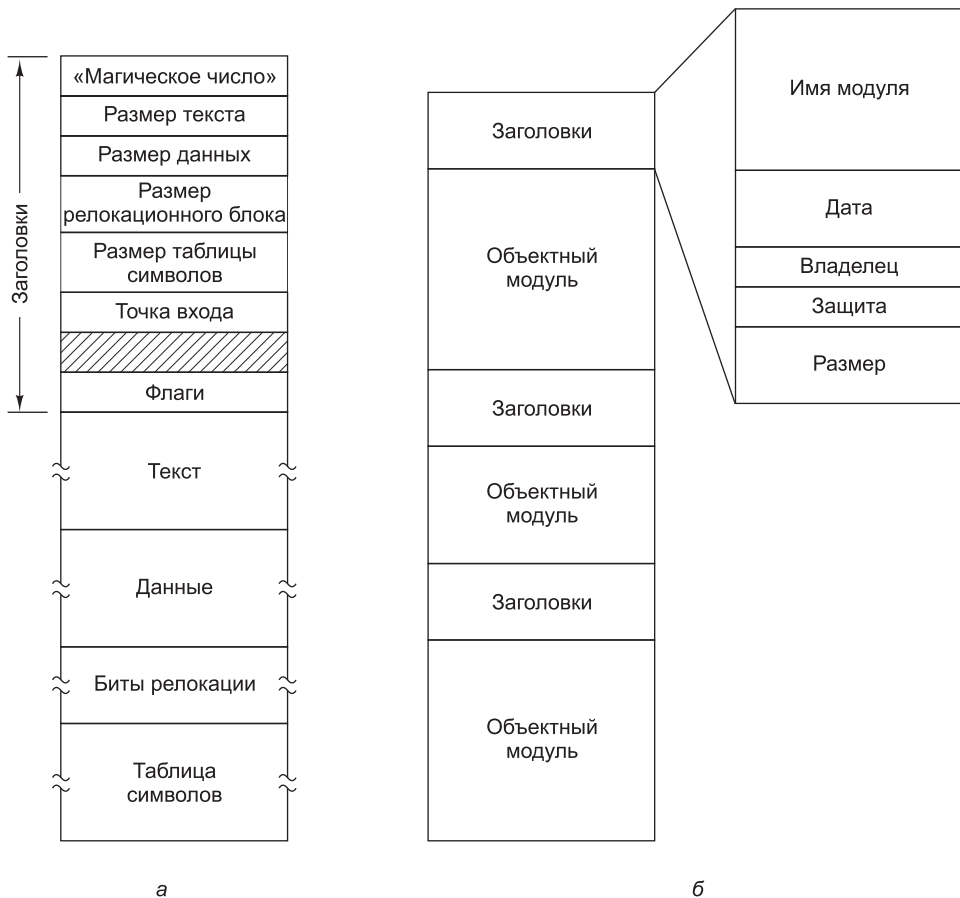 Заголовки
«Магическое число»
Размер текста
Размер данных
Размер
релокационного блока
Размер таблицы
символов
Точка входа
Флаги
Текст
Данные
Биты релокации
Таблица
символов
а
Заголовки
Объектный
модуль
Заголовки
Объектный
модуль
Заголовки
Объектный
модуль
Имя модуля
Дата
Владелец
Защита
Размер
б